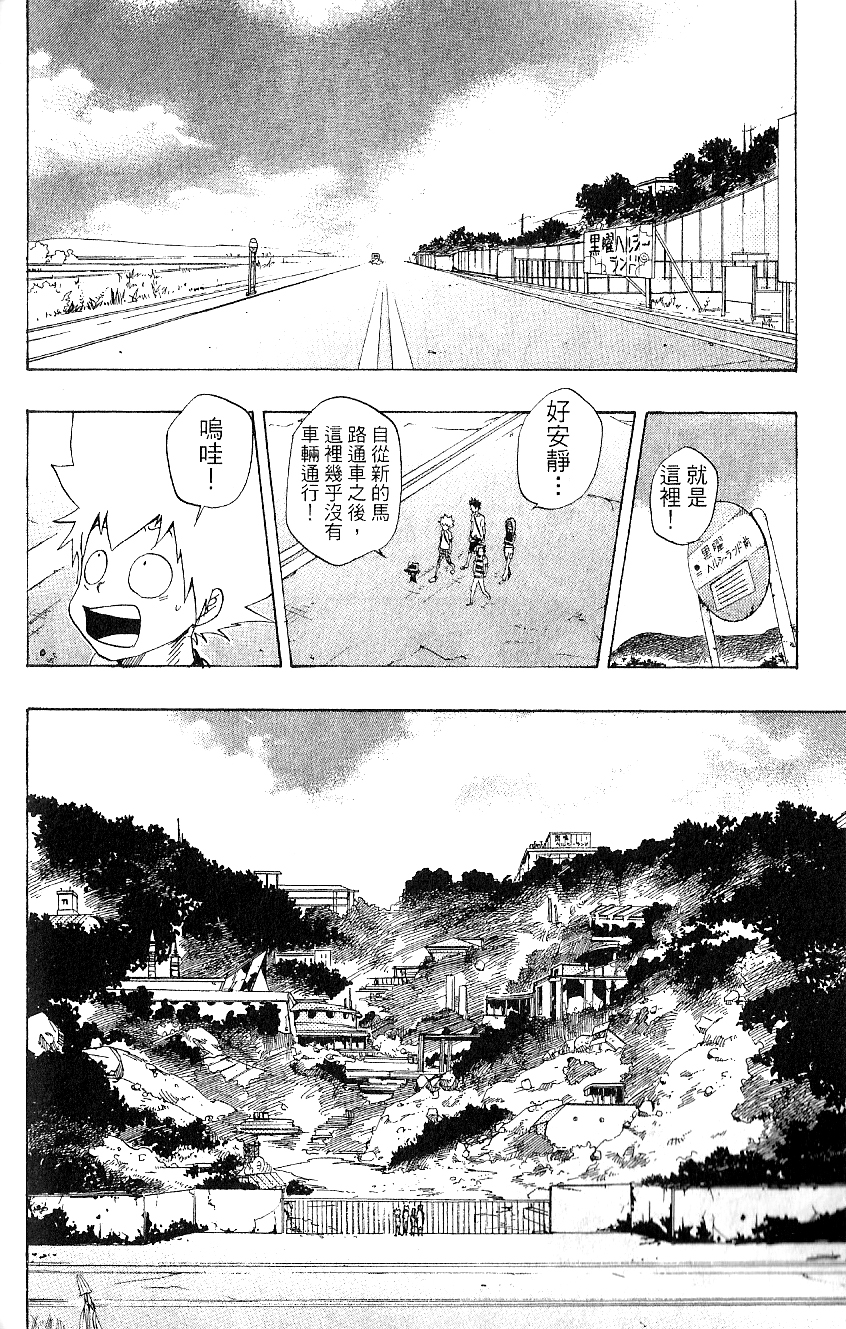 黒曜ヘルシー
ランド
就是
這裡！
黒曜
ヘルシーランド前
好安靜…
自從新的馬
路通車之後，
這裡幾乎沒有
車輛通行！
嗚哇！